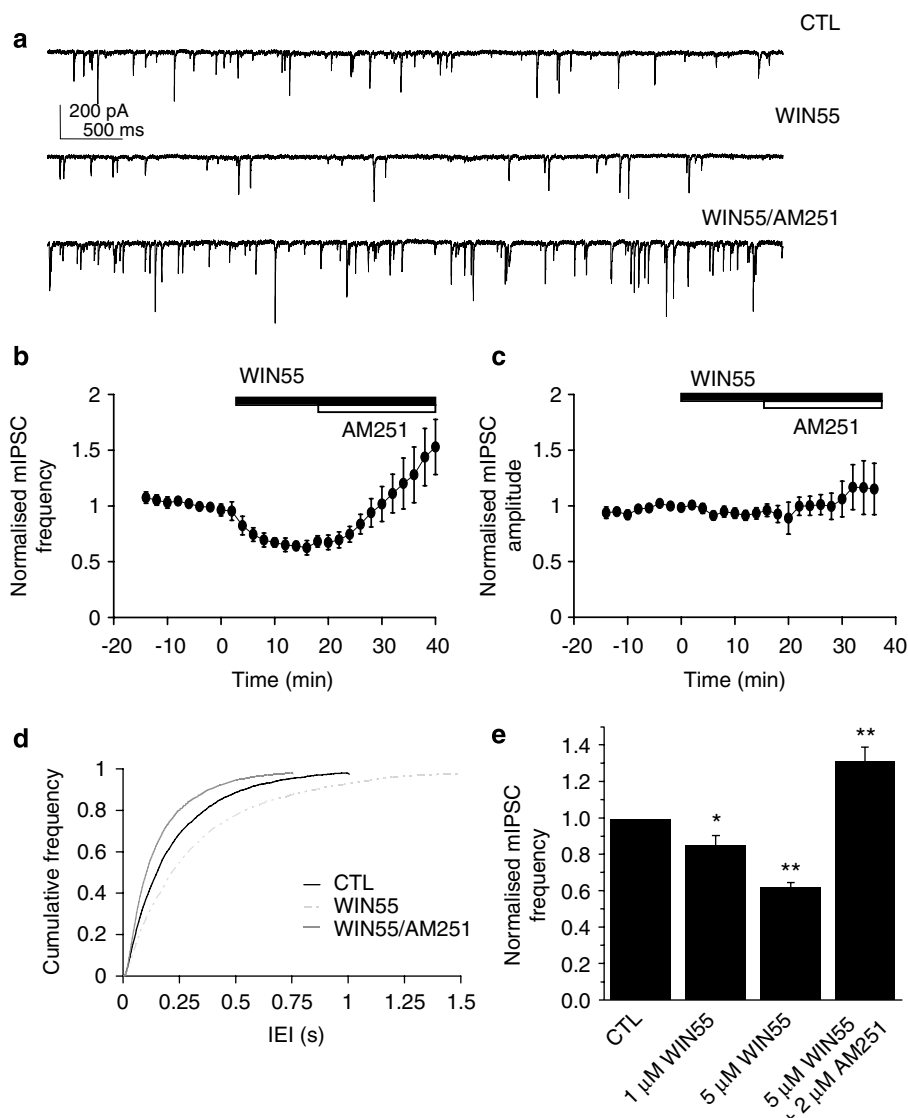 a
CTL
200 pA
500 ms
WIN55
WIN55/AM251
b
WIN55
AM251
2
1.5
1
0.5
0
Normalised mIPSC
frequency
-20 -10 0 10 20 30 40
Time (min)
c
WIN55
AM251
2
1.5
1
0.5
0
Normalised mIPSC
amplitude
-20 -10 0 10 20 30 40
Time (min)
d
1
0.8
0.6
0.4
0.2
0
Cumulative frequency
CTL
WIN55
WIN55/AM251
0 0.25 0.5 0.75 1 1.25 1.5
IEI (s)
e
1.4
1.2
1.0
0.8
0.6
0.4
0.2
0.0
Normalised mIPSC
frequency
*
**
**
CTL
1 μM WIN55
5 μM WIN55
5 μM WIN55
2 μM AM251